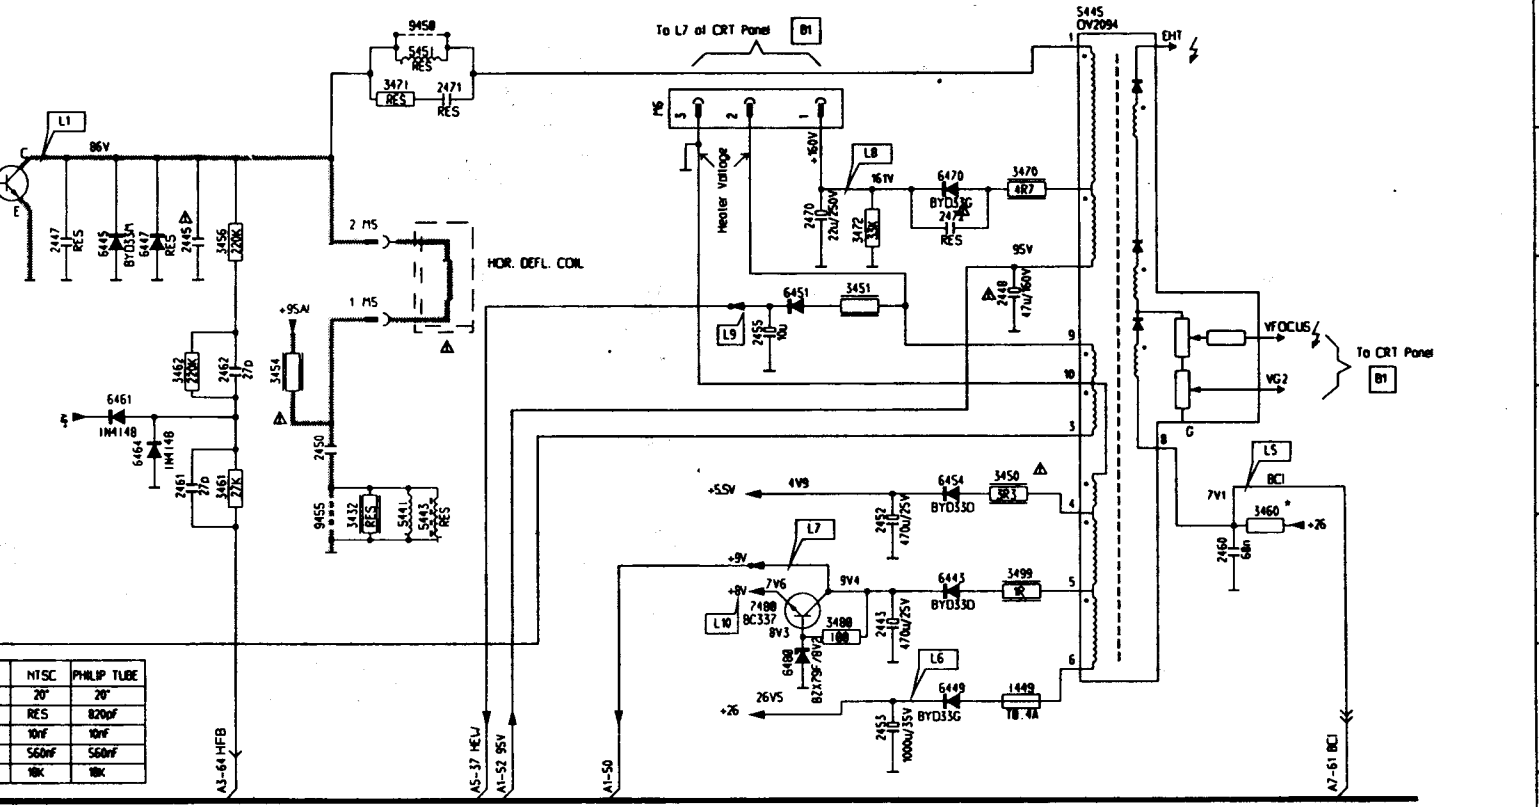 S445
OV2094
9450
5451
RES
3471
RES
2471
RES
To L7 of CRT Panel
B1
1
EHT
L1
C
86V
E
M6
3
2
1
+160V
Heater Voltage
L8
161V
6470
BYD33G
3470
4R7
2470
22u/250V
3472
33K
RES
2447
RES
6445
BYD33M
6447
RES
2445
3456
220K
2 M5
HOR. DEFL. COIL
1 M5
95V
2448
47u/160V
6451
3451
L9
2455
10u
9
10
3
+95A1
3462
220K
2462
27p
3454
6461
1N4148
6464
1N4148
2461
27p
3461
27K
2450
9455
3432
RES
5441
5443
RES
VFOCUS
VG2
To CRT Panel
B1
G
8
L5
BC1
7V1
3460
*
+26
2460
68n
+5.5V
4V9
6454
BYD33D
3450
3R3
4
2452
470u/25V
L7
+9V
+8V
7V6
9V4
L10
7480
BC337
8V3
3480
100
6480
BZX79F/8V2
6443
BYD33D
3499
1R
5
2443
470u/25V
L6
26V5
+26
6449
BYD33G
1449
T0.4A
6
2453
1000u/35V
NTSC
PHILIP TUBE
20"
20"
RES
820pF
10nF
10nF
560nF
560nF
18K
18K
A3-64 HFB
A5-37 HEW
A1-52 95V
A1-50
A7-61 BC1